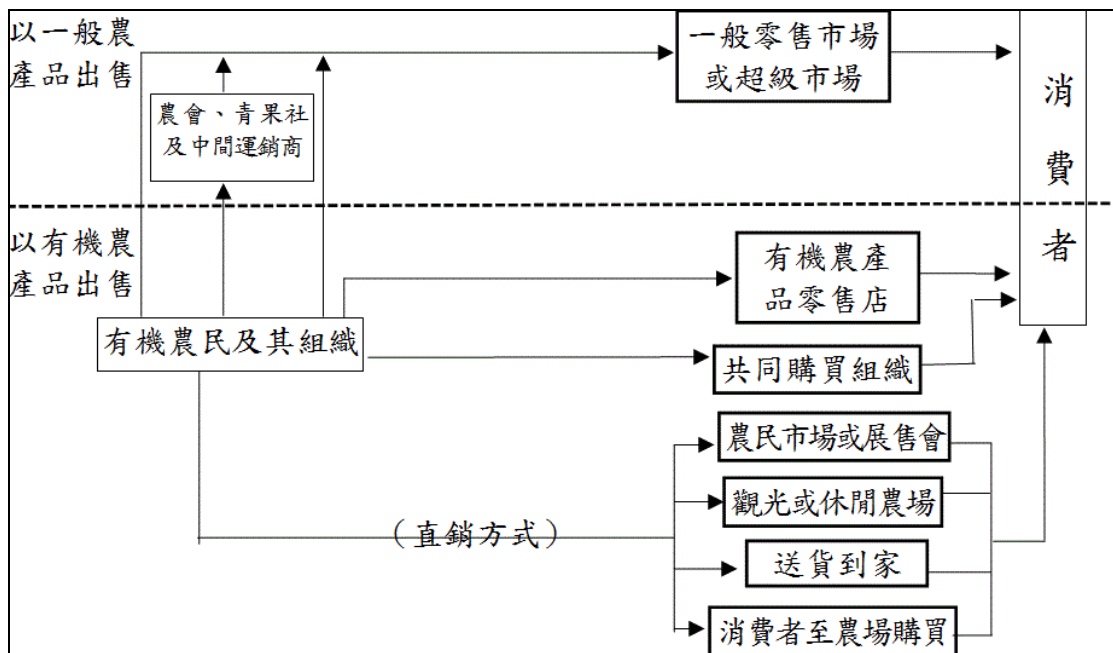 以一般農
產品出售
一般零售市場
或超級市場
農會、青果社
及中間運銷商
消費者
以有機農
產品出售
有機農產
品零售店
有機農民及其組織
共同購買組織
農民市場或展售會
觀光或休閒農場
（直銷方式）
送貨到家
消費者至農場購買